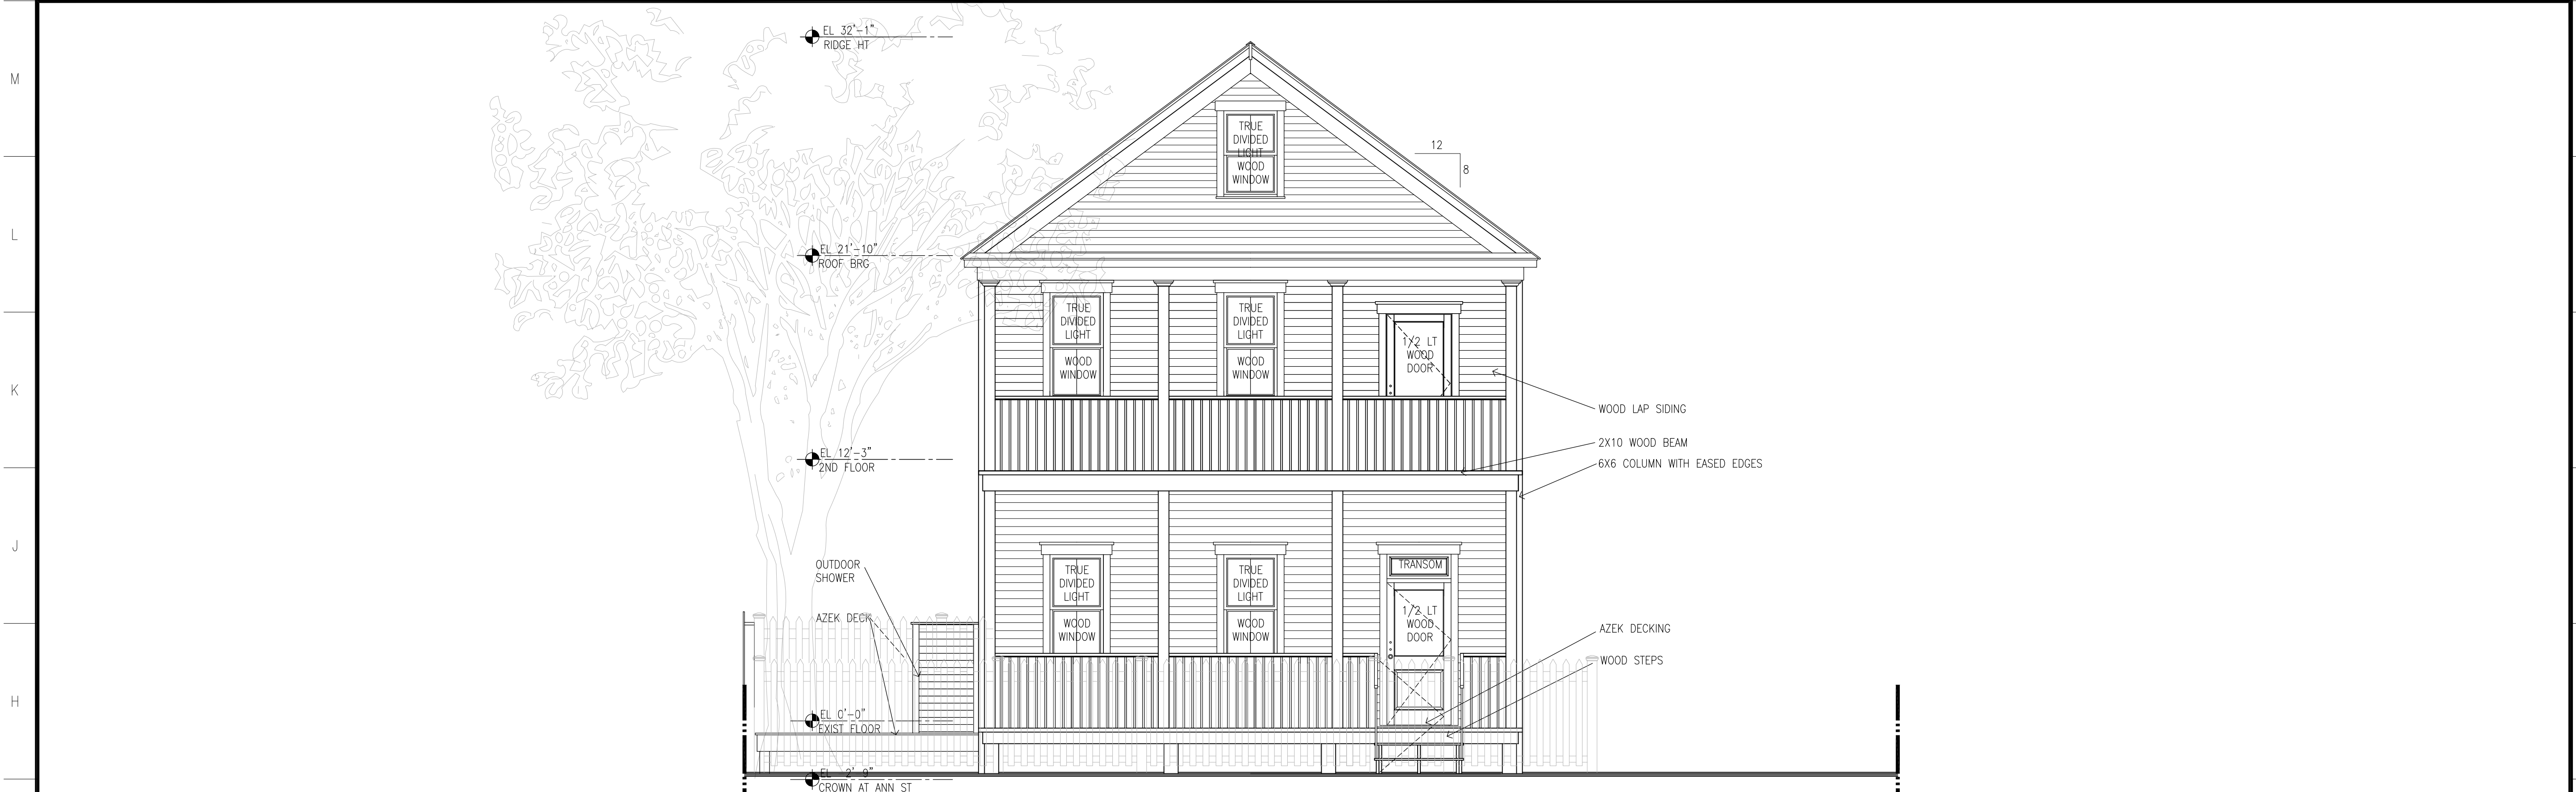 EL 32'-1"
RIDGE HT
M
TRUE
DIVIDED
LIGHT
WOOD
WINDOW
12
8
L
EL 21'-10"
ROOF BRG
TRUE
DIVIDED
LIGHT
WOOD
WINDOW
TRUE
DIVIDED
LIGHT
WOOD
WINDOW
1/2 LT
WOOD
DOOR
K
WOOD LAP SIDING
2X10 WOOD BEAM
6X6 COLUMN WITH EASED EDGES
EL 12'-3"
2ND FLOOR
J
OUTDOOR
SHOWER
AZEK DECK
TRUE
DIVIDED
LIGHT
WOOD
WINDOW
TRUE
DIVIDED
LIGHT
WOOD
WINDOW
TRANSOM
1/2 LT
WOOD
DOOR
AZEK DECKING
WOOD STEPS
H
EL 0'-0"
EXIST FLOOR
EL -2'-9"
CROWN AT ANN ST